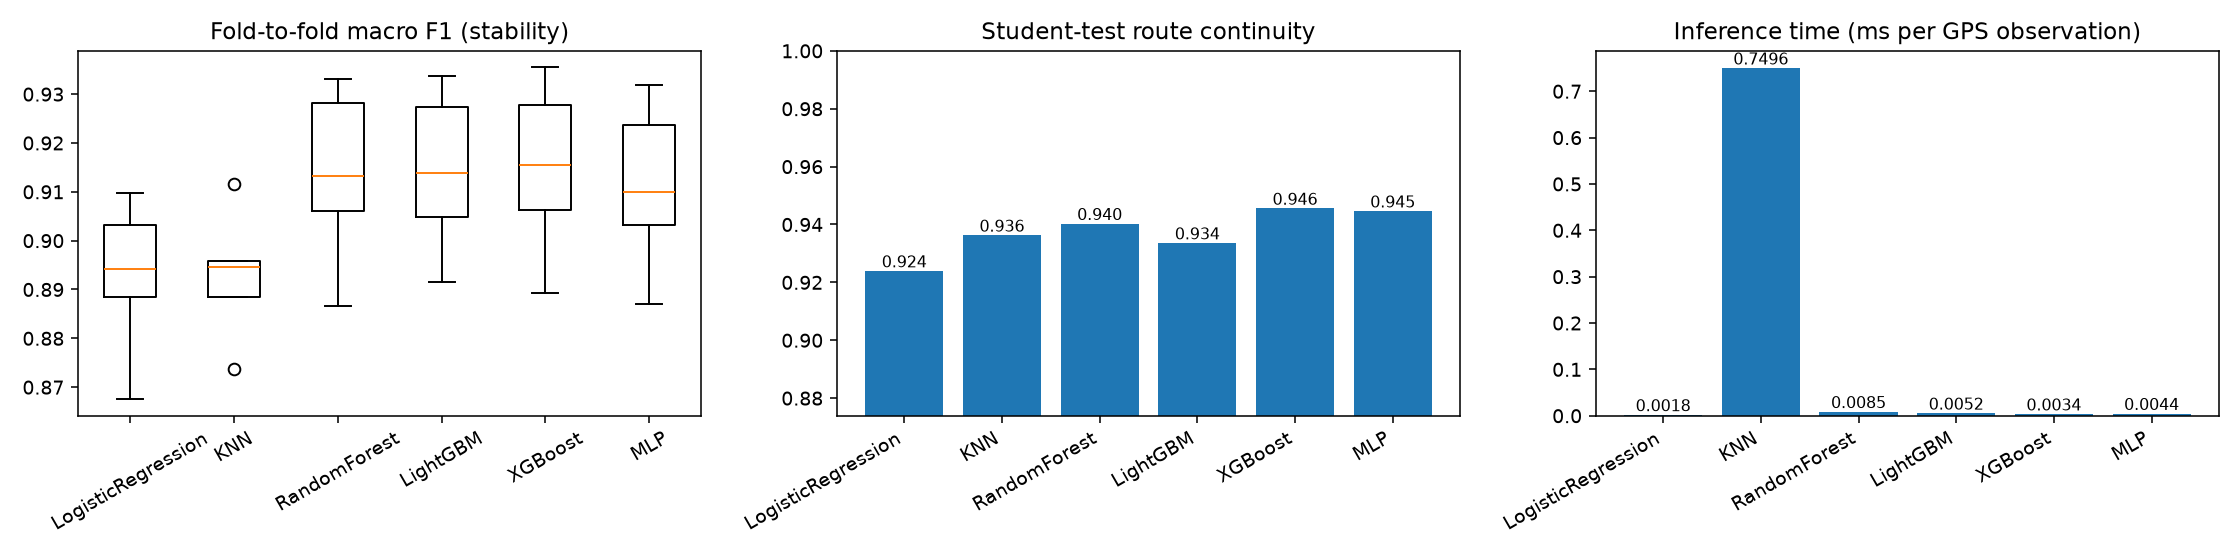 Fold-to-fold macro F1 (stability)
0.93
0.92
0.91
0.90
0.89
0.88
0.87
LogisticRegression
KNN
RandomForest
LightGBM
XGBoost
MLP
Student-test route continuity
1.00
0.98
0.96
0.94
0.92
0.90
0.88
0.924
0.936
0.940
0.934
0.946
0.945
LogisticRegression
KNN
RandomForest
LightGBM
XGBoost
MLP
Inference time (ms per GPS observation)
0.7
0.6
0.5
0.4
0.3
0.2
0.1
0.0
0.0018
0.7496
0.0085
0.0052
0.0034
0.0044
LogisticRegression
KNN
RandomForest
LightGBM
XGBoost
MLP